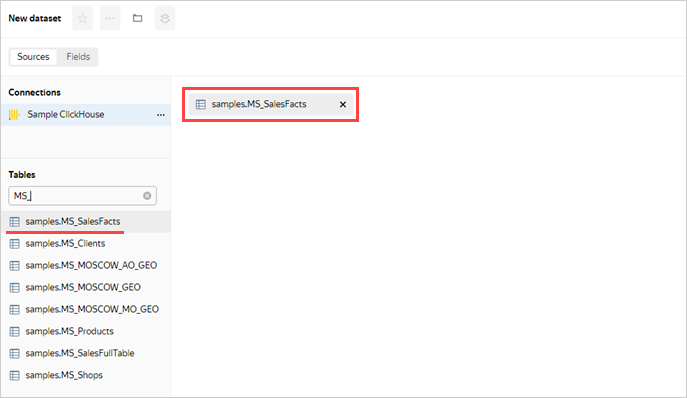 New dataset
Sources Fields
Connections
Sample ClickHouse
samples.MS_SalesFacts
Tables
MS_
samples.MS_SalesFacts
samples.MS_Clients
samples.MS_MOSCOW_AO_GEO
samples.MS_MOSCOW_GEO
samples.MS_MOSCOW_MO_GEO
samples.MS_Products
samples.MS_SalesFullTable
samples.MS_Shops